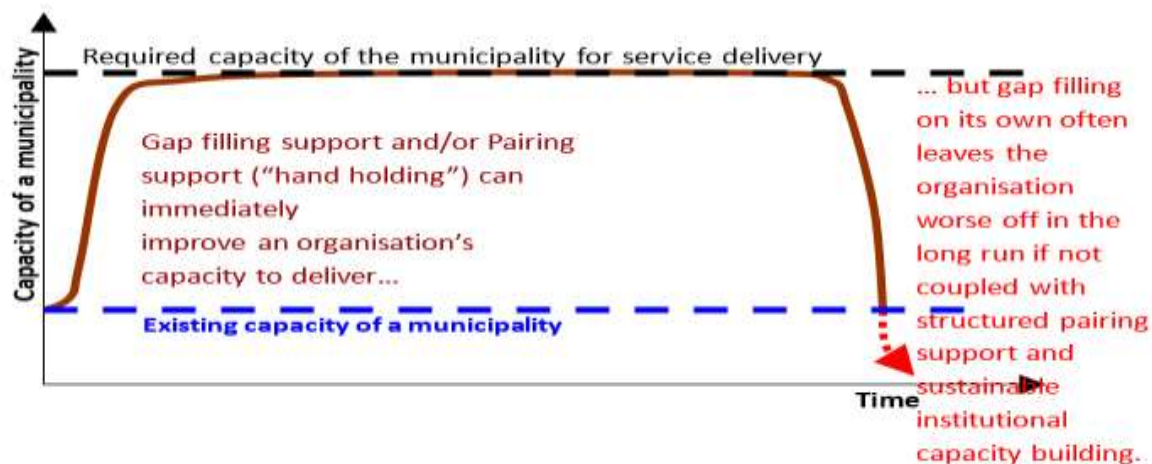 Capacity of a municipality
Required capacity of the municipality for service delivery
Gap filling support and/or Pairing
support (“hand holding”) can
immediately
improve an organisation’s
capacity to deliver...
Existing capacity of a municipality
Time
... but gap filling
on its own often
leaves the
organisation
worse off in the
long run if not
coupled with
structured pairing
support and
sustainable
institutional
capacity building.